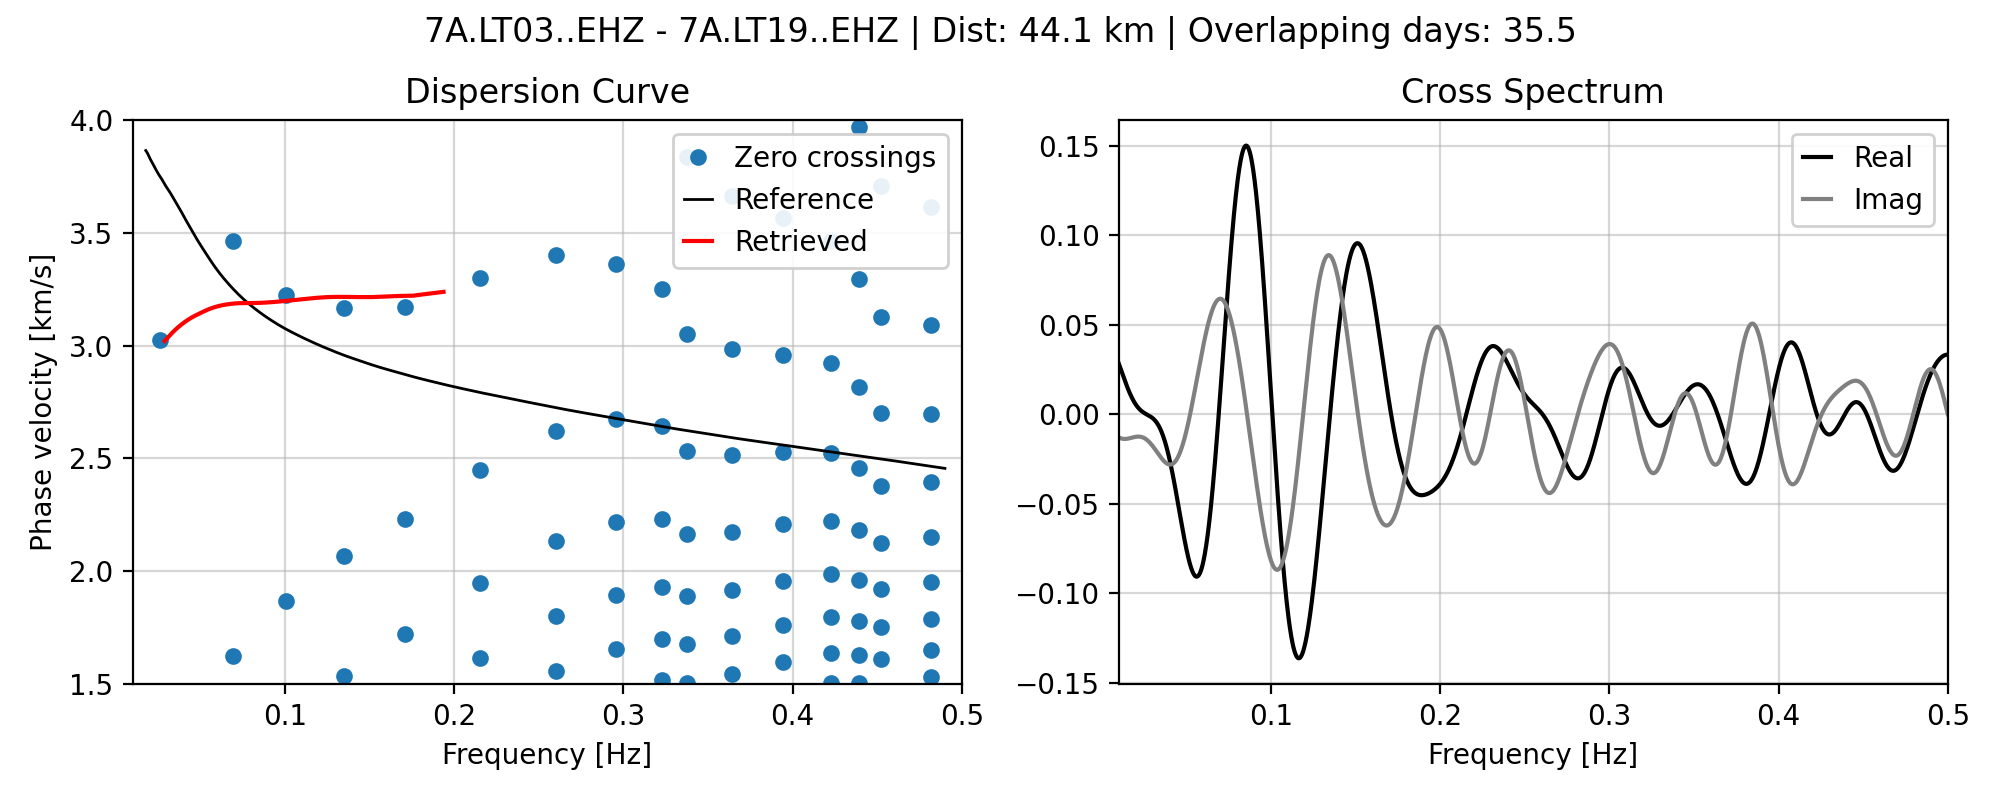 7A.LT03..EHZ - 7A.LT19..EHZ | Dist: 44.1 km | Overlapping days: 35.5
Dispersion Curve
4.0
3.5
3.0
2.5
2.0
1.5
Phase velocity [km/s]
0.1
0.2
0.3
0.4
0.5
Frequency [Hz]
Zero crossings
Reference
Retrieved
Cross Spectrum
0.15
0.10
0.05
0.00
−0.05
−0.10
−0.15
0.1
0.2
0.3
0.4
0.5
Frequency [Hz]
Real
Imag